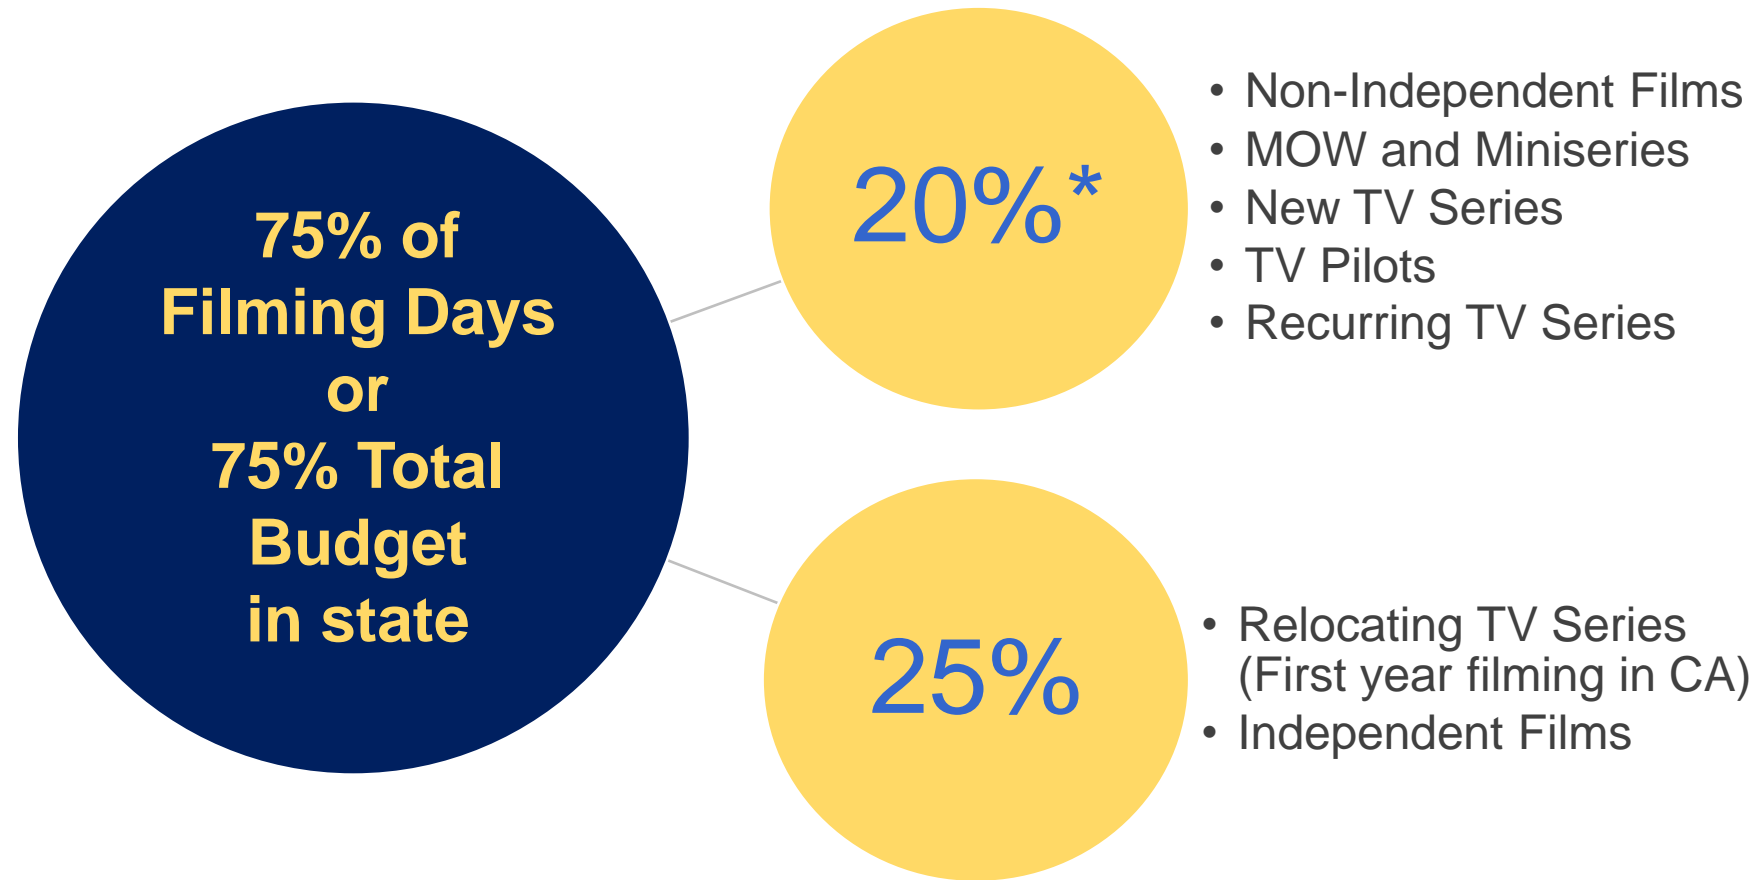 75% of
Filming Days
or
75% Total
Budget
in state
20%*
• Non-Independent Films
• MOW and Miniseries
• New TV Series
• TV Pilots
• Recurring TV Series
25%
• Relocating TV Series
(First year filming in CA)
• Independent Films